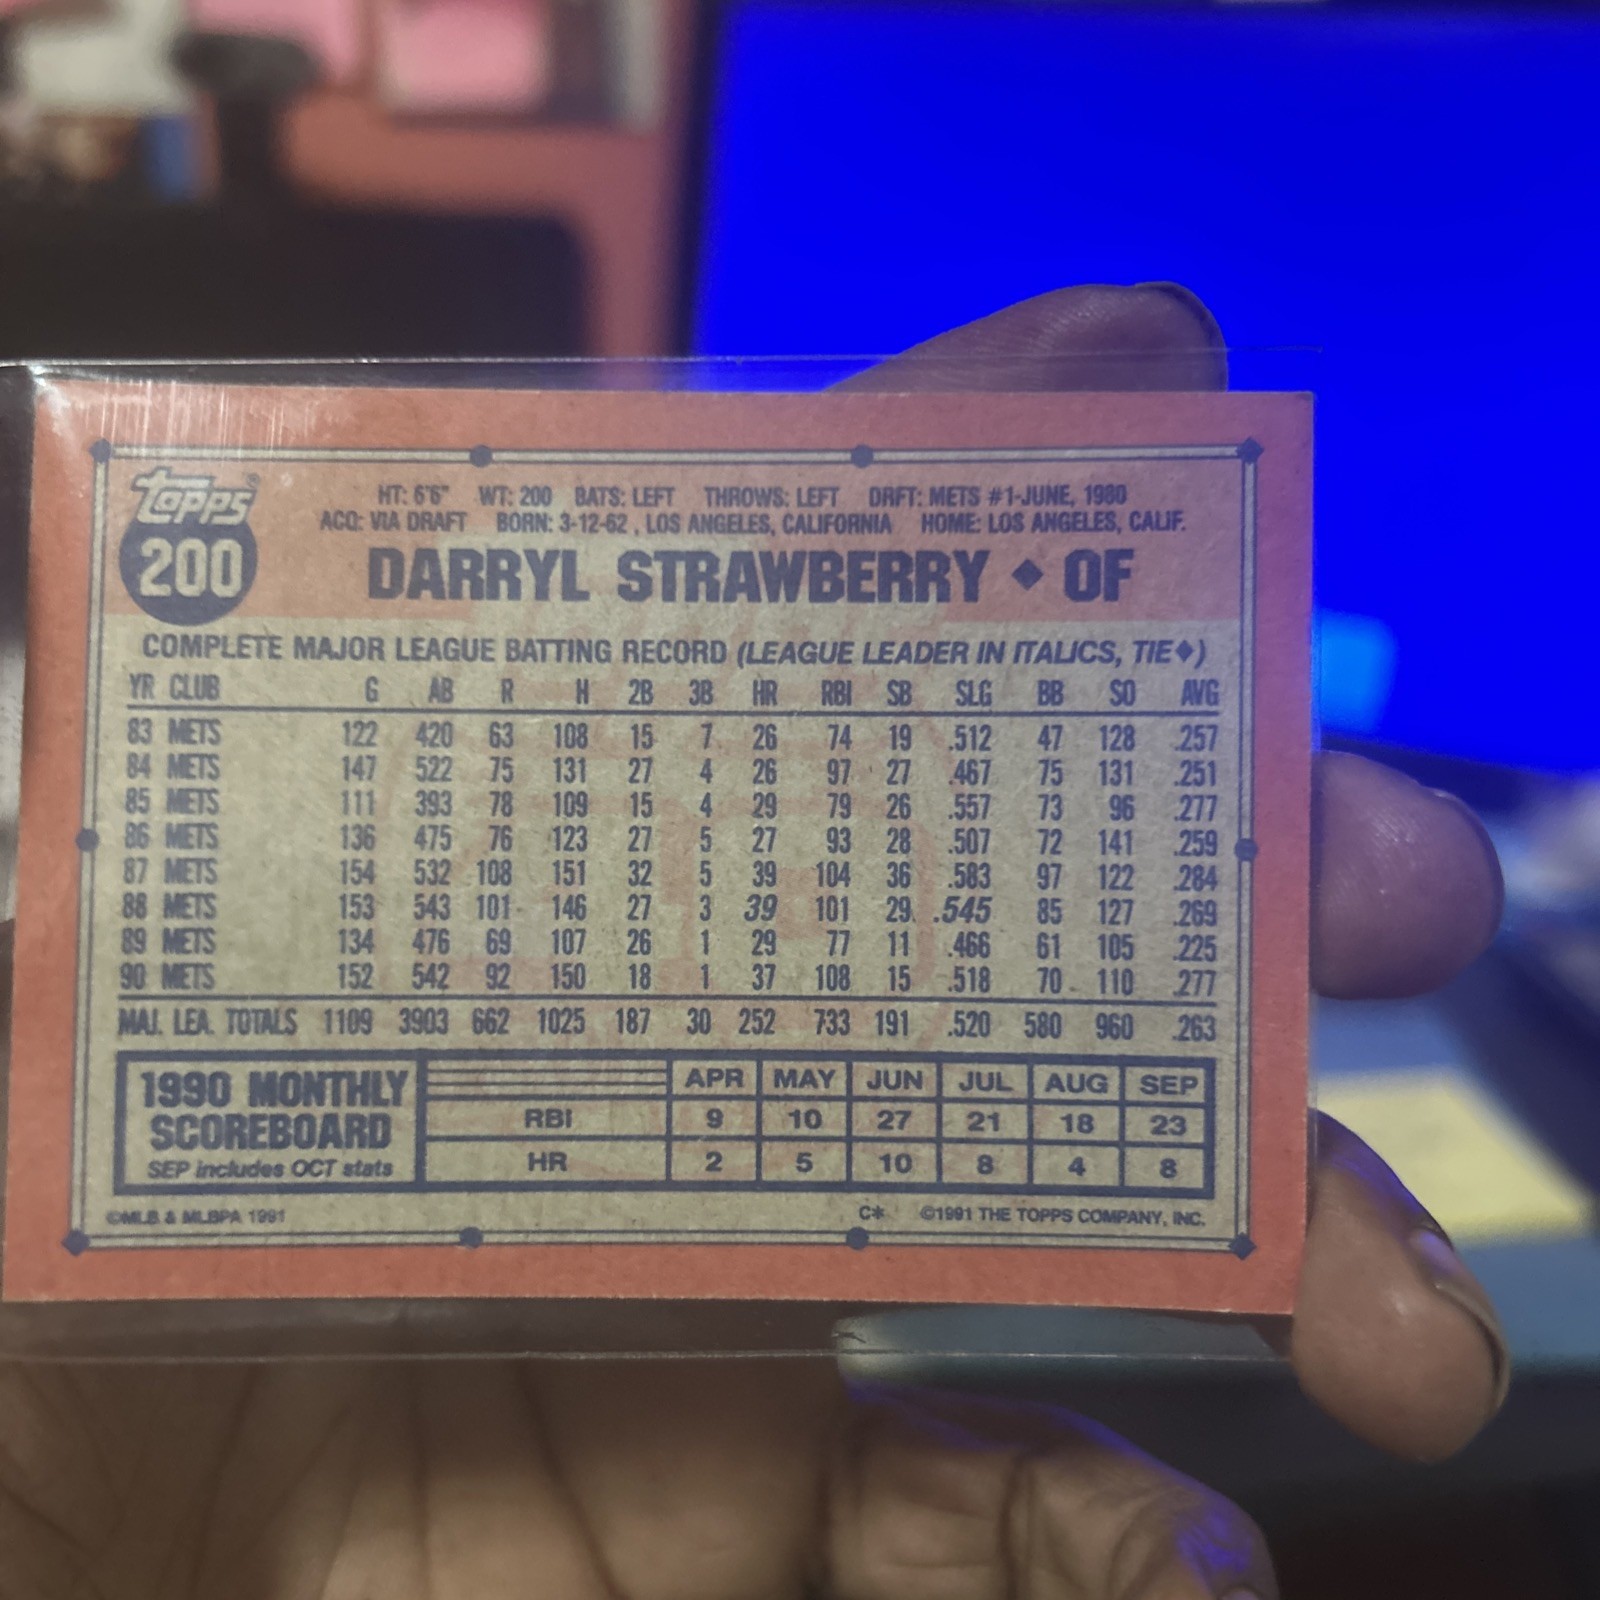 Topps
200
HT: 6'6" WT: 200 BATS: LEFT THROWS: LEFT DRFT: METS #1-JUNE, 1980
ACQ: VIA DRAFT BORN: 3-12-62 , LOS ANGELES, CALIFORNIA HOME: LOS ANGELES, CALIF.
DARRYL STRAWBERRY ◆ OF
COMPLETE MAJOR LEAGUE BATTING RECORD (LEAGUE LEADER IN ITALICS, TIE◆)
YR CLUB G AB R H 2B 3B HR RBI SB SLG BB SO AVG
83 METS 122 420 63 108 15 7 26 74 19 .512 47 128 .257
84 METS 147 522 75 131 27 4 26 97 27 .467 75 131 .251
85 METS 111 393 78 109 15 4 29 79 26 .557 73 96 .277
86 METS 136 475 76 123 27 5 27 93 28 .507 72 141 .259
87 METS 154 532 108 151 32 5 39 104 36 .583 97 122 .284
88 METS 153 543 101 146 27 3 39 101 29 .545 85 127 .269
89 METS 134 476 69 107 26 1 29 77 11 .466 61 105 .225
90 METS 152 542 92 150 18 1 37 108 15 .518 70 110 .277
MAJ. LEA. TOTALS 1109 3903 662 1025 187 30 252 733 191 .520 580 960 .263
1990 MONTHLY SCOREBOARD
SEP includes OCT stats
APR MAY JUN JUL AUG SEP
RBI 9 10 27 21 18 23
HR 2 5 10 8 4 8
©MLB & MLBPA 1991 C* ©1991 THE TOPPS COMPANY, INC.